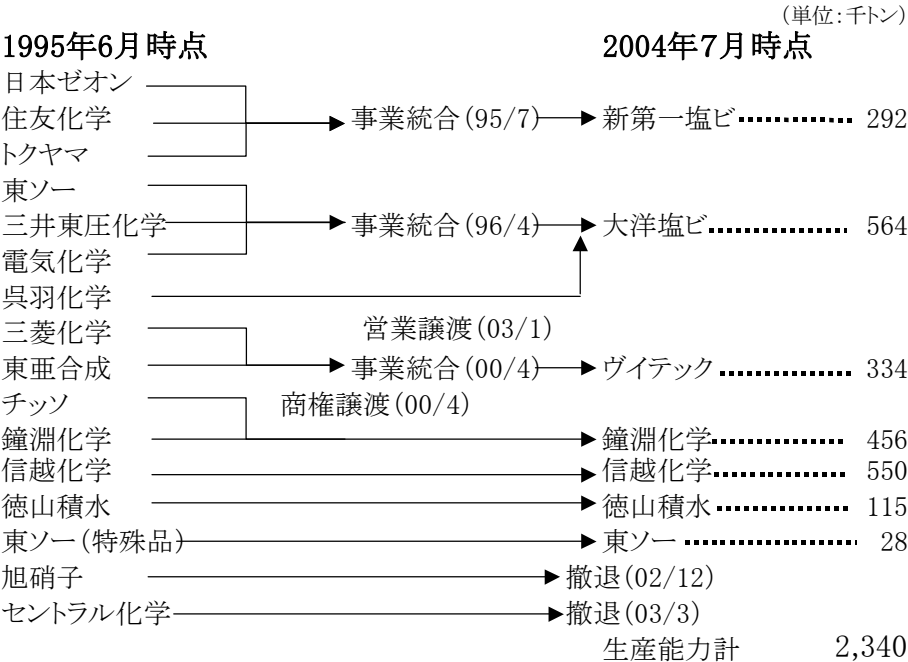 （単位：千トン）
1995年6月時点 2004年7月時点
日本ゼオン
住友化学 事業統合（95/7） 新第一塩ビ 292
トクヤマ
東ソー
三井東圧化学 事業統合（96/4） 大洋塩ビ 564
電気化学
呉羽化学
三菱化学 営業譲渡（03/1）
東亜合成 事業統合（00/4） ヴイテック 334
チッソ 商権譲渡（00/4）
鐘淵化学 鐘淵化学 456
信越化学 信越化学 550
徳山積水 徳山積水 115
東ソー（特殊品） 東ソー 28
旭硝子 撤退（02/12）
セントラル化学 撤退（03/3）
生産能力計 2,340